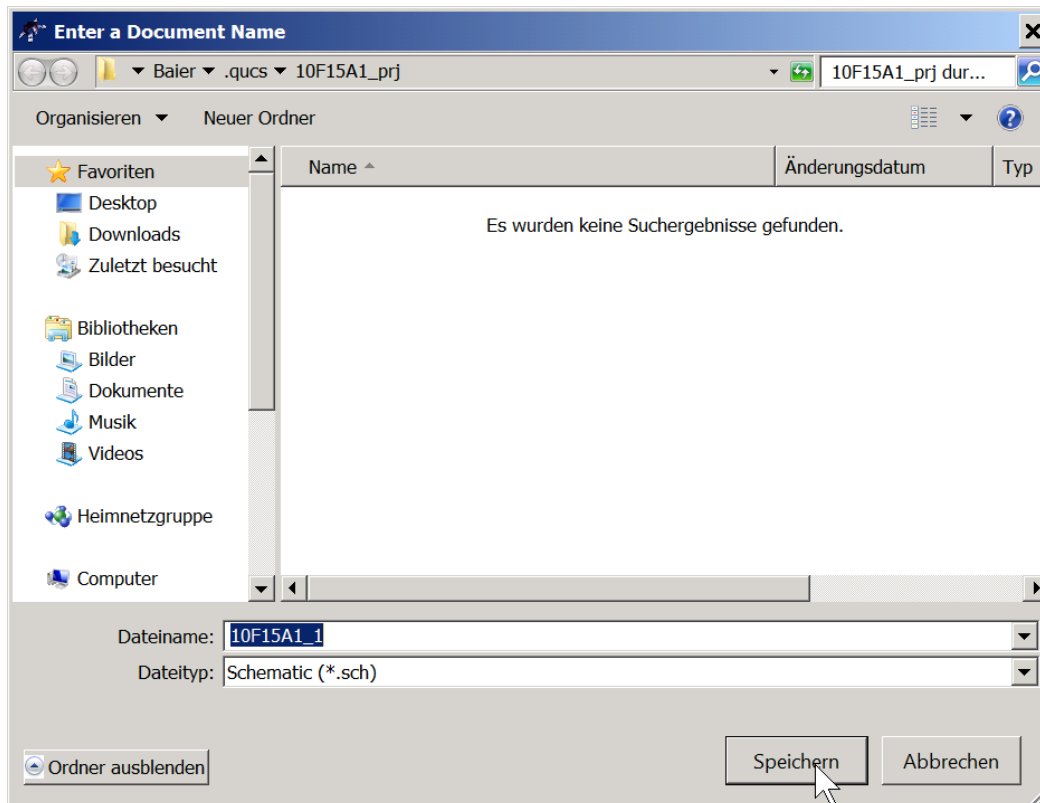 Enter a Document Name
Baier .qucs 10F15A1_prj 10F15A1_prj dur...
Organisieren Neuer Ordner
Favoriten
Desktop
Downloads
Zuletzt besucht
Bibliotheken
Bilder
Dokumente
Musik
Videos
Heimnetzgruppe
Computer
Name Änderungsdatum Typ
Es wurden keine Suchergebnisse gefunden.
Dateiname: 10F15A1_1
Dateityp: Schematic (*.sch)
Ordner ausblenden Speichern Abbrechen